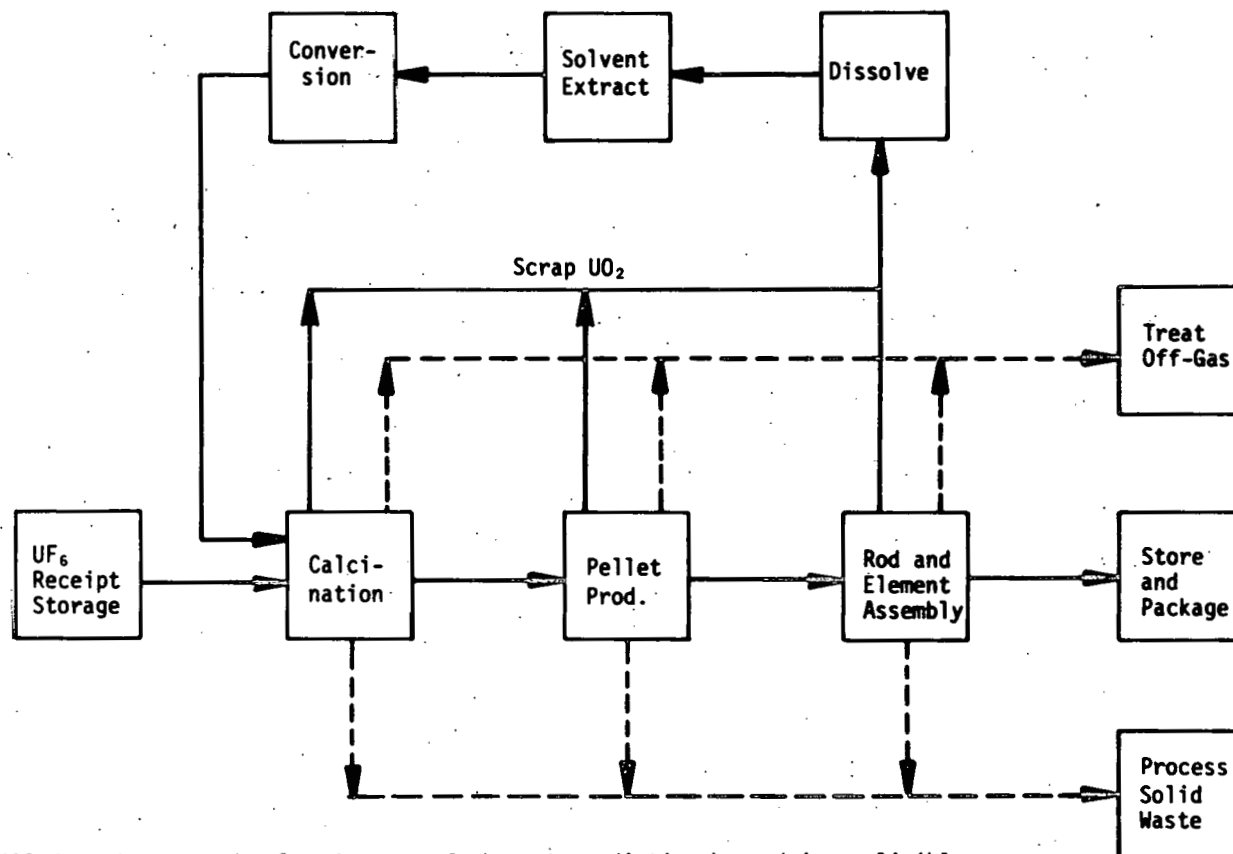 Conver-
sion
Solvent
Extract
Dissolve
Scrap UO₂
Treat
Off-Gas
UF₆
Receipt
Storage
Calci-
nation
Pellet
Prod.
Rod and
Element
Assembly
Store
and
Package
Process
Solid
Waste